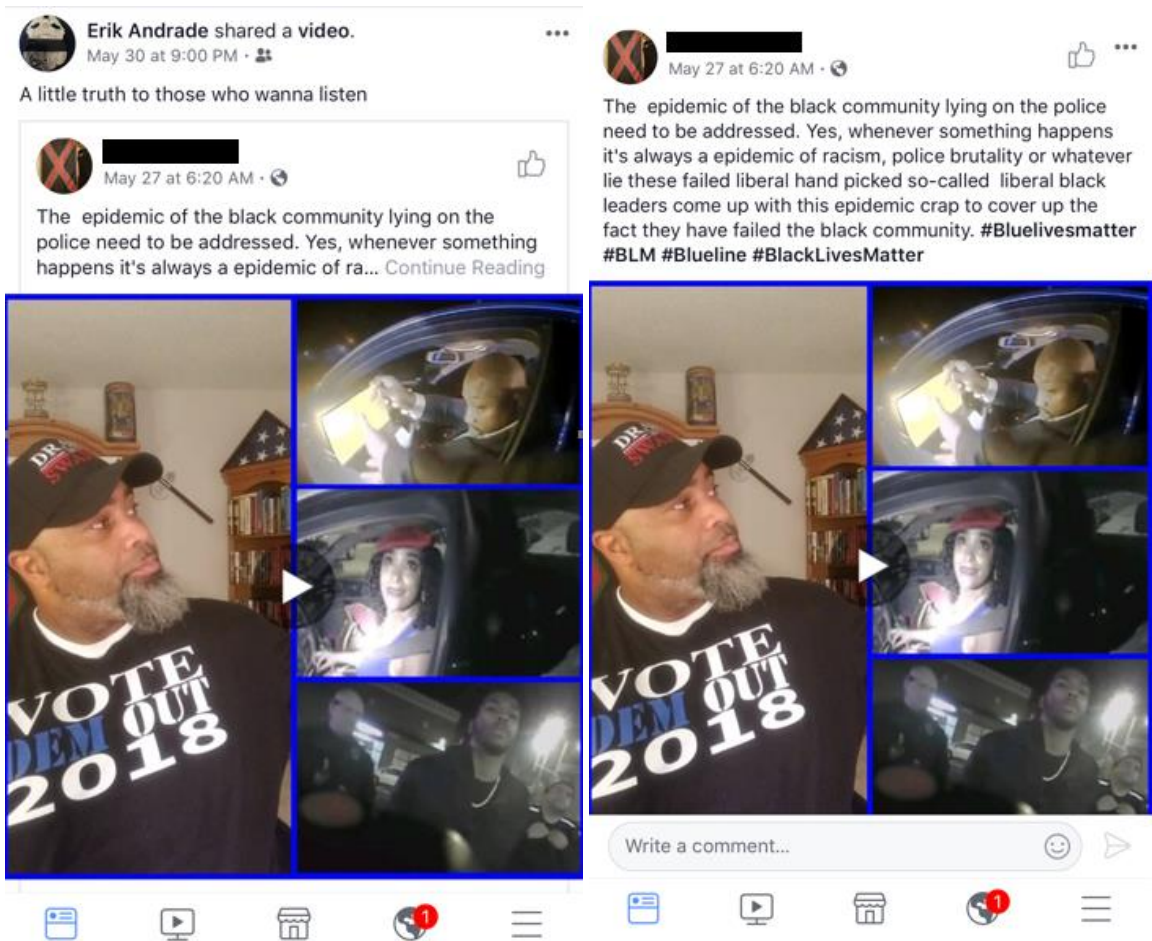 Erik Andrade shared a video.
May 30 at 9:00 PM ·
A little truth to those who wanna listen
May 27 at 6:20 AM ·
The epidemic of the black community lying on the
police need to be addressed. Yes, whenever something
happens it's always a epidemic of ra... Continue Reading
VOTE
DEM OUT
2018
1
May 27 at 6:20 AM ·
The epidemic of the black community lying on the police
need to be addressed. Yes, whenever something happens
it's always a epidemic of racism, police brutality or whatever
lie these failed liberal hand picked so-called liberal black
leaders come up with this epidemic crap to cover up the
fact they have failed the black community. #Bluelivesmatter
#BLM #Blueline #BlackLivesMatter
VOTE
DEM OUT
2018
Write a comment...
1